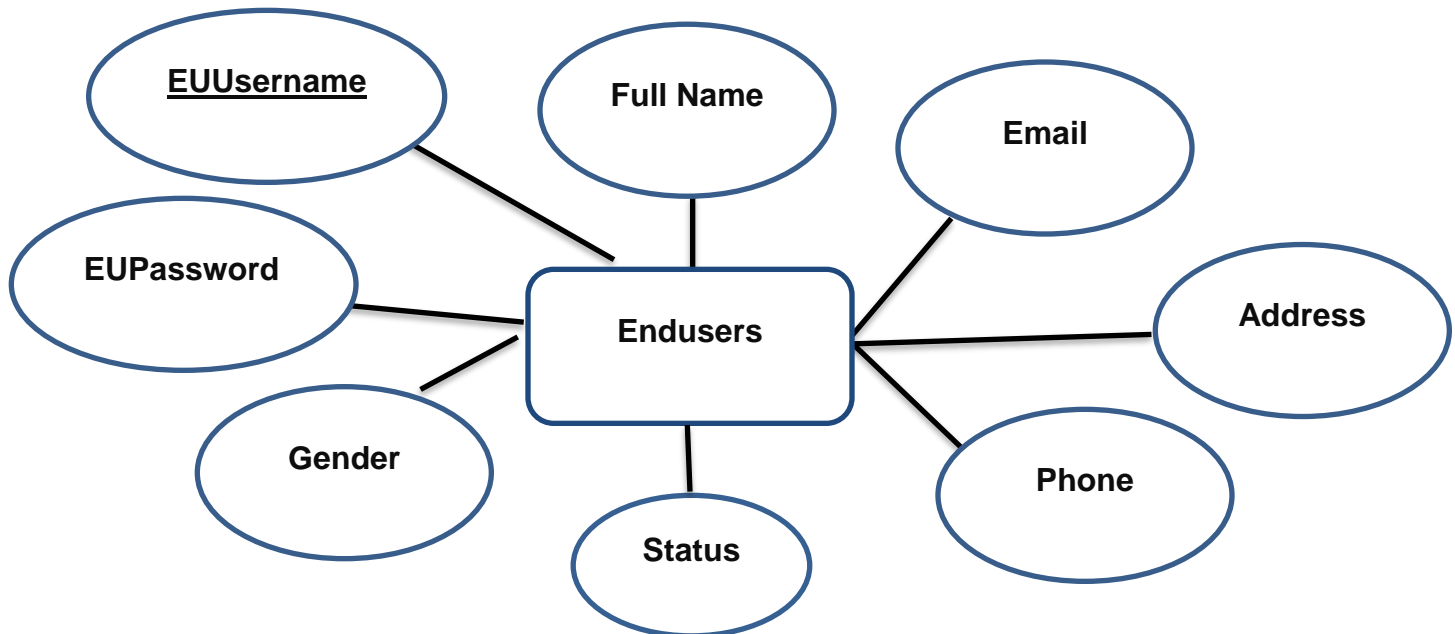 EUUsername
Full Name
Email
EUPassword
Endusers
Address
Gender
Phone
Status